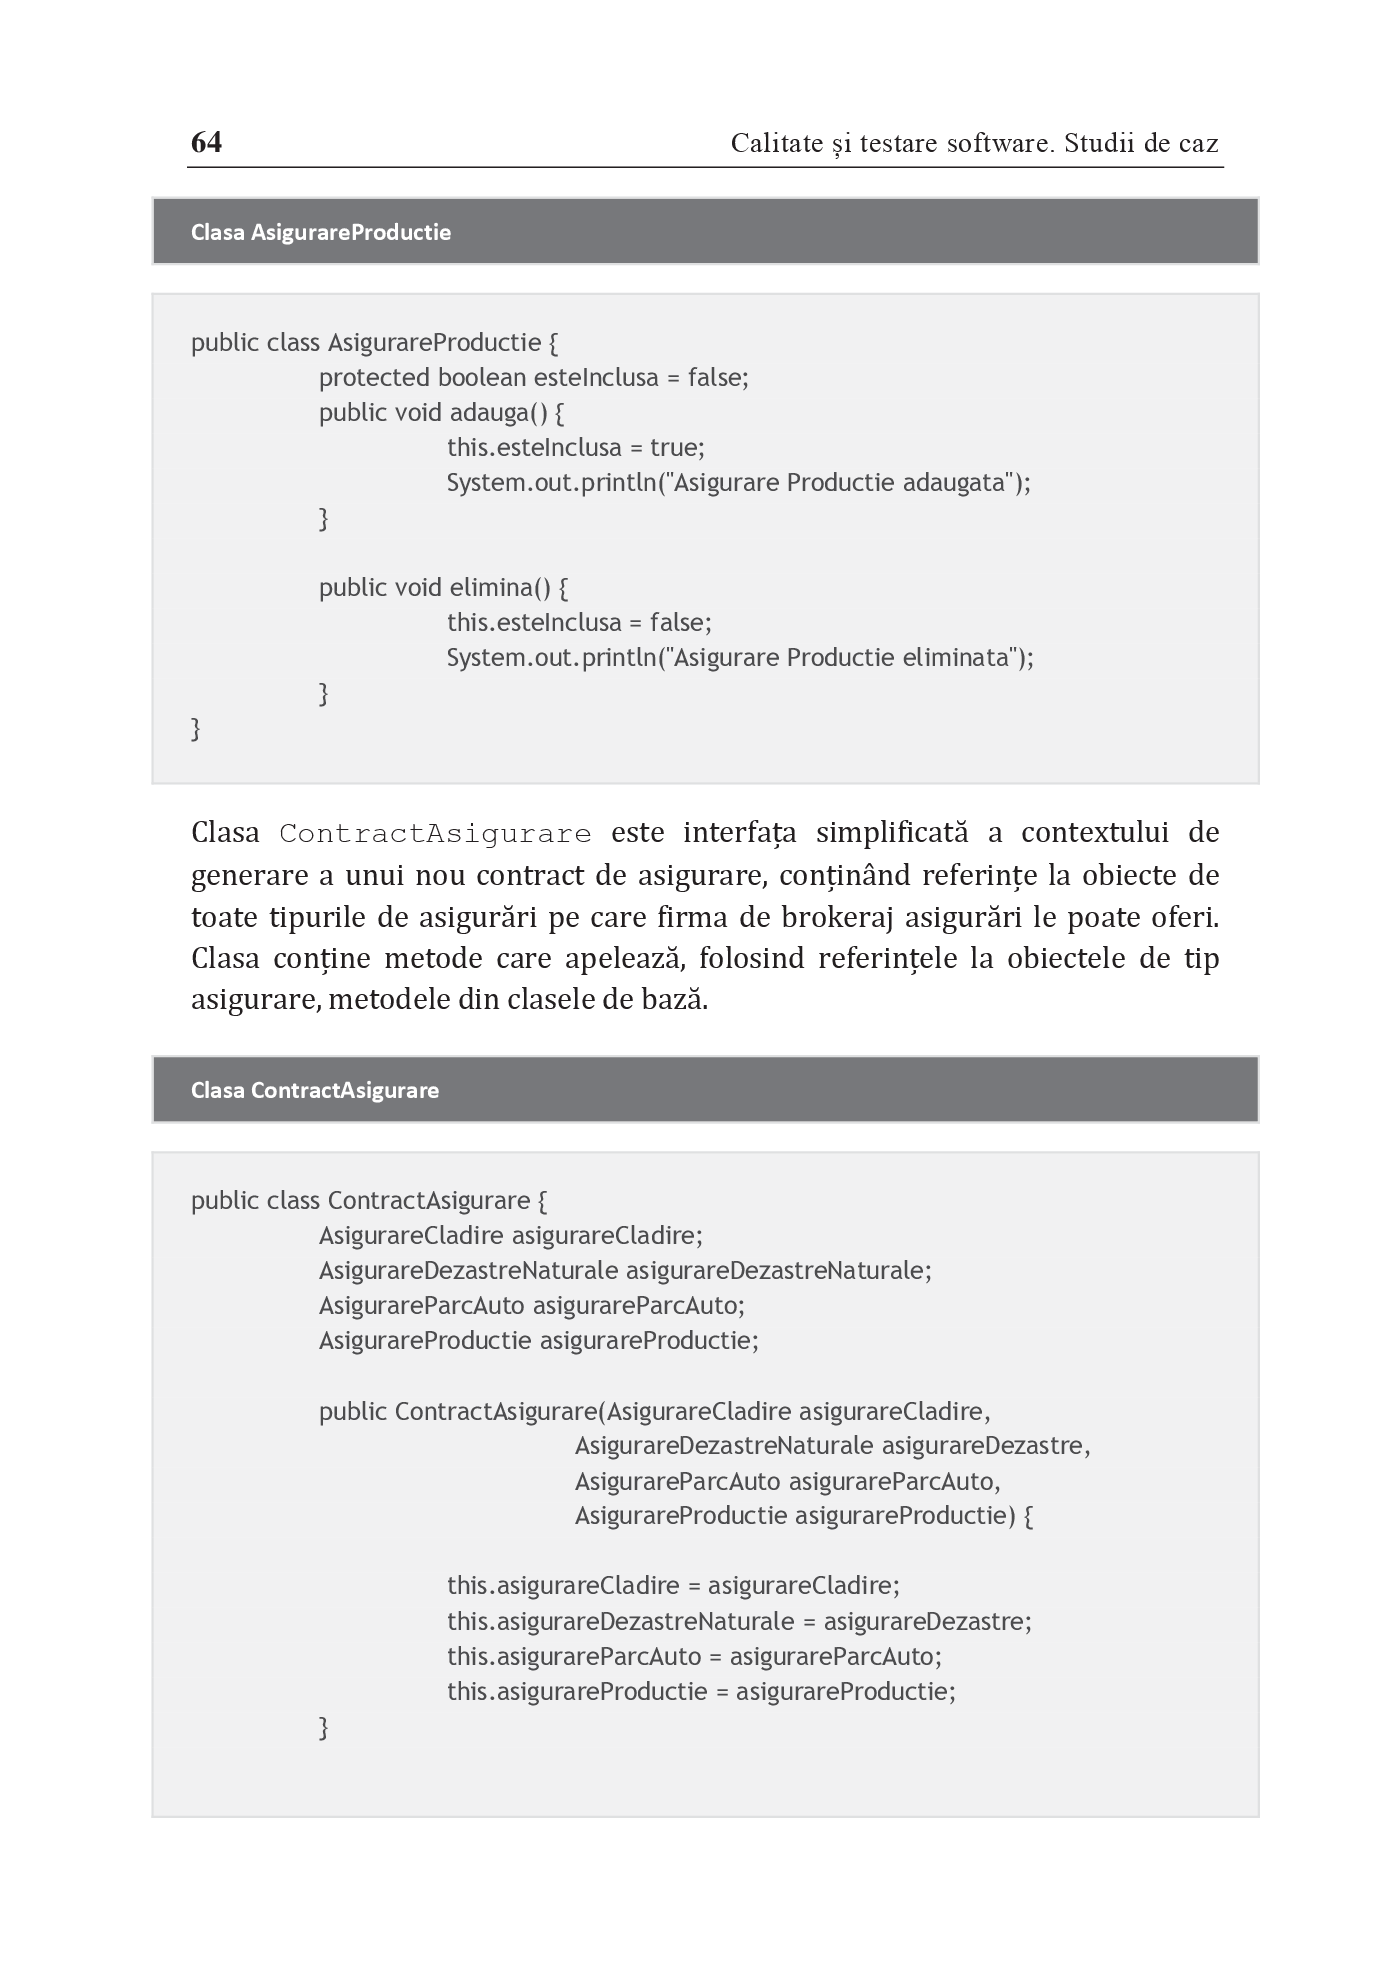 64 Calitate și testare software. Studii de caz
Clasa AsigurareProductie
public class AsigurareProductie {
protected boolean esteInclusa = false;
public void adauga() {
this.esteInclusa = true;
System.out.println("Asigurare Productie adaugata");
}
public void elimina() {
this.esteInclusa = false;
System.out.println("Asigurare Productie eliminata");
}
}
Clasa ContractAsigurare este interfața simplificată a contextului de
generare a unui nou contract de asigurare, conținând referințe la obiecte de
toate tipurile de asigurări pe care firma de brokeraj asigurări le poate oferi.
Clasa conține metode care apelează, folosind referințele la obiectele de tip
asigurare, metodele din clasele de bază.
Clasa ContractAsigurare
public class ContractAsigurare {
AsigurareCladire asigurareCladire;
AsigurareDezastreNaturale asigurareDezastreNaturale;
AsigurareParcAuto asigurareParcAuto;
AsigurareProductie asigurareProductie;
public ContractAsigurare(AsigurareCladire asigurareCladire,
AsigurareDezastreNaturale asigurareDezastre,
AsigurareParcAuto asigurareParcAuto,
AsigurareProductie asigurareProductie) {
this.asigurareCladire = asigurareCladire;
this.asigurareDezastreNaturale = asigurareDezastre;
this.asigurareParcAuto = asigurareParcAuto;
this.asigurareProductie = asigurareProductie;
}